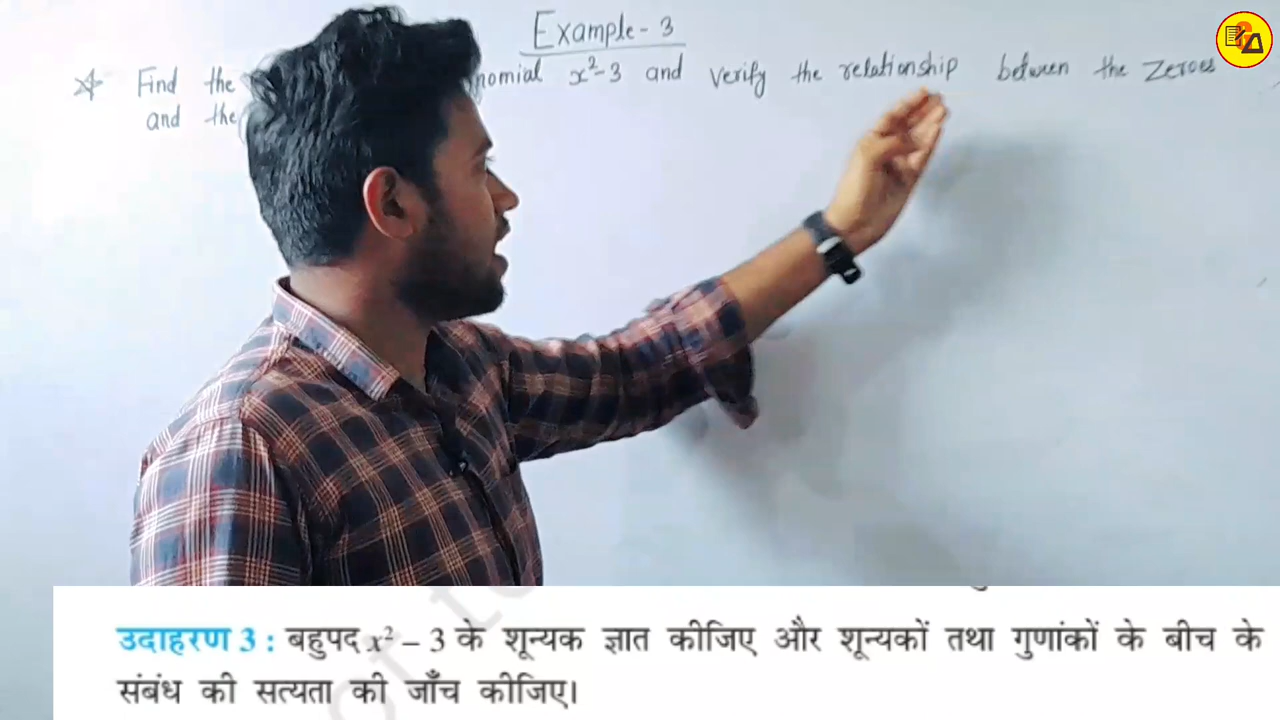 Example - 3
Find the nomial x² - 3 and verify the relationship between the zeroes
and the
उदाहरण 3 : बहुपद x² – 3 के शून्यक ज्ञात कीजिए और शून्यकों तथा गुणांकों के बीच के
संबंध की सत्यता की जाँच कीजिए।